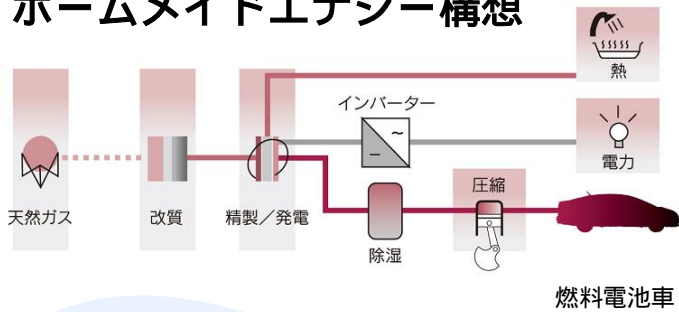 ホームメイドエナジー構想
熱
インバーター
電力
圧縮
天然ガス
改質
精製／発電
除湿
燃料電池車